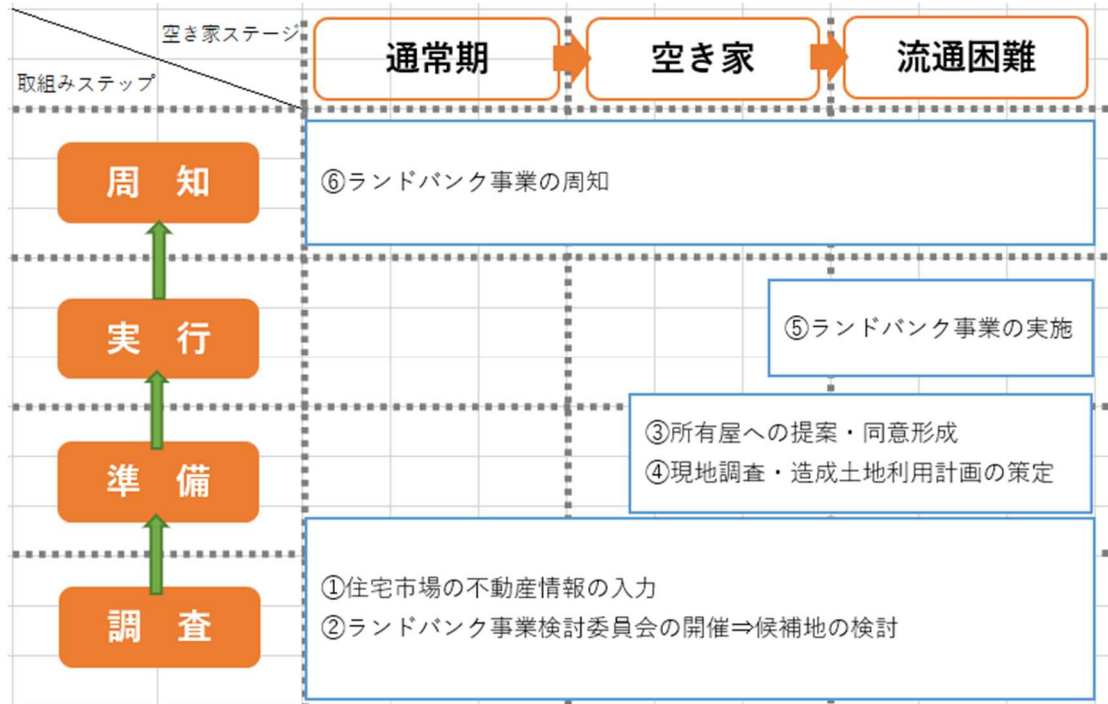 空き家ステージ
取組みステップ
通常期
空き家
流通困難
周 知
⑥ランドバンク事業の周知
実 行
⑤ランドバンク事業の実施
準 備
③所有屋への提案・同意形成
④現地調査・造成土地利用計画の策定
調 査
①住宅市場の不動産情報の入力
②ランドバンク事業検討委員会の開催⇒候補地の検討